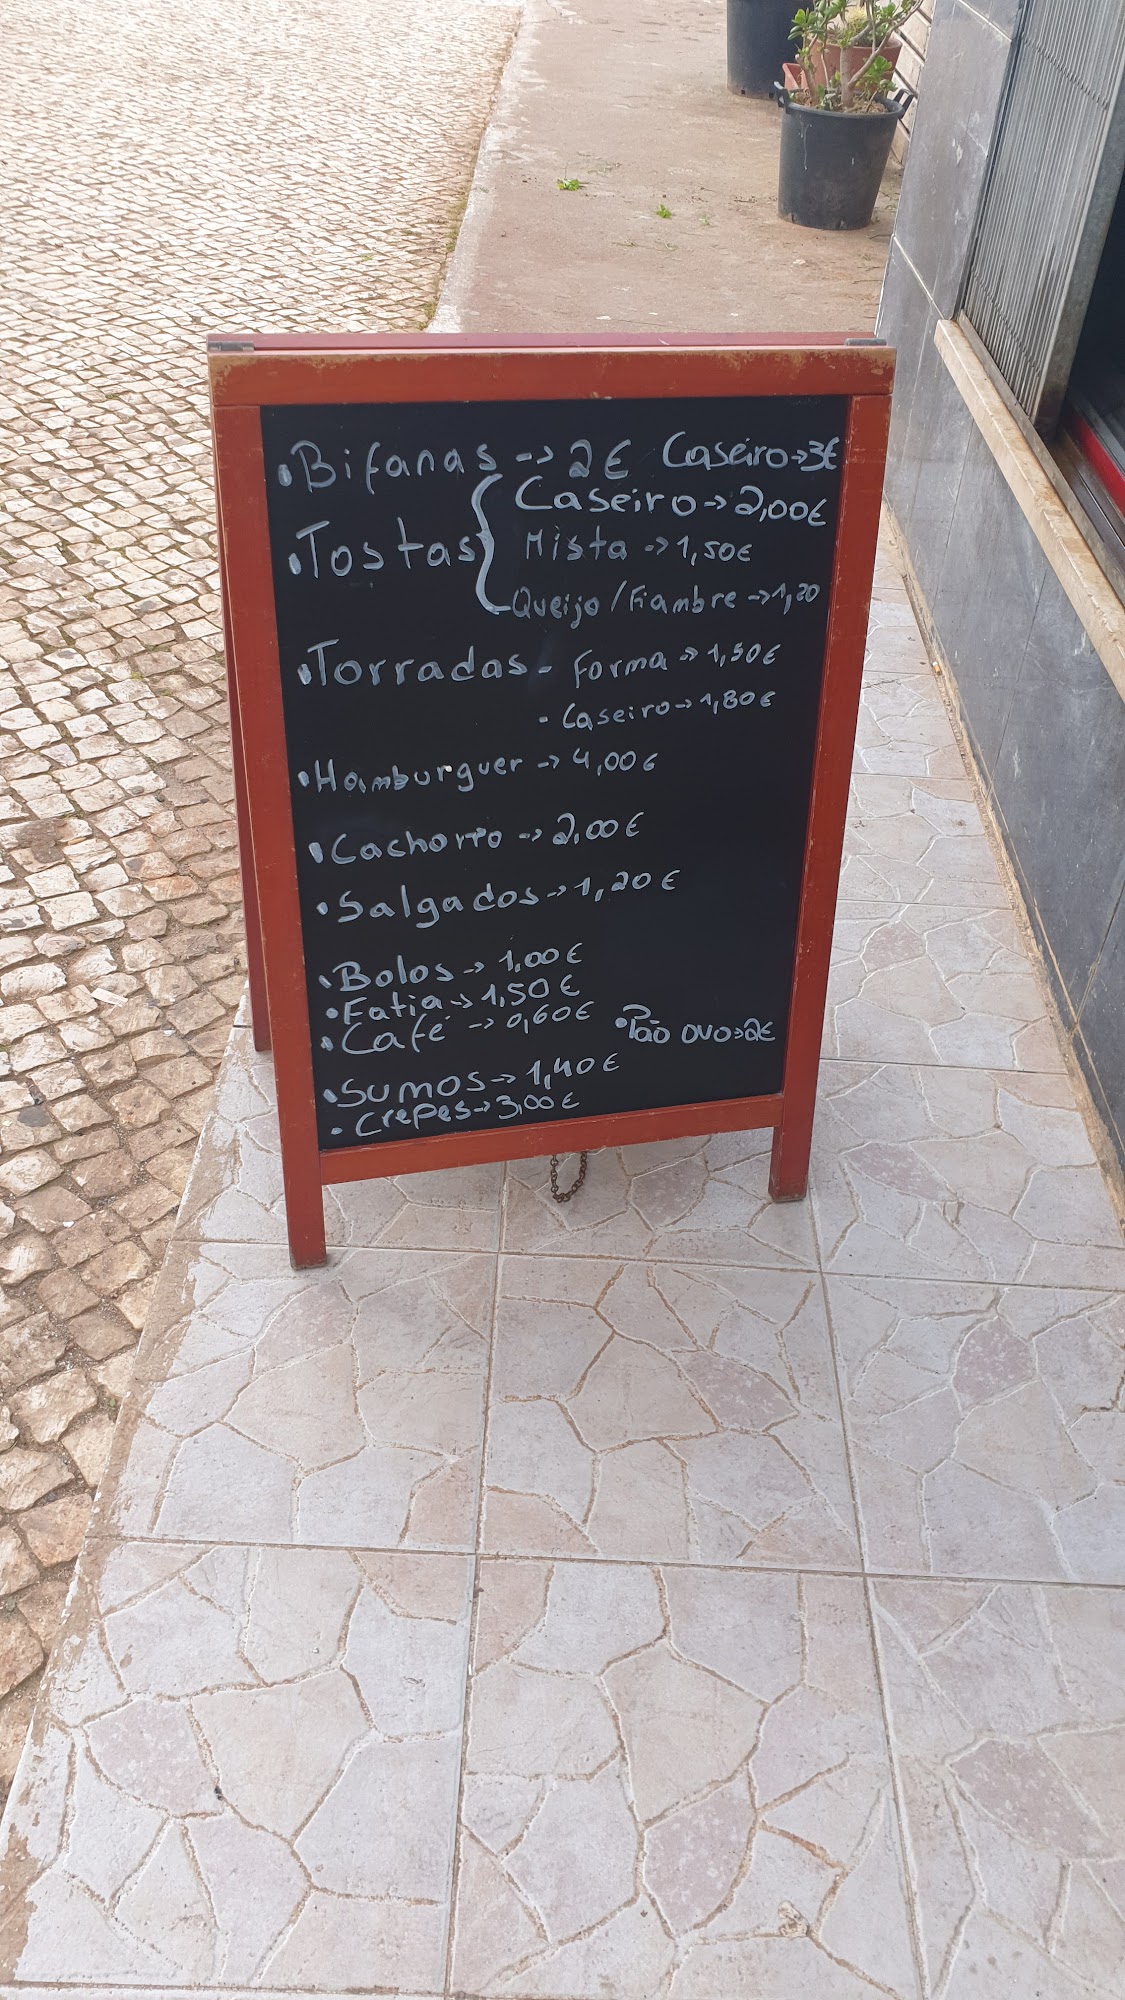 •Bifanas -> 2€ Caseiro->3€
•Tostas { Caseiro -> 2,00€
Mista -> 1,50€
Queijo/Fiambre -> 1,20
•Torradas - Forma -> 1,50€
- Caseiro -> 1,80€
•Hamburguer -> 4,00€
•Cachorro -> 2,00€
•Salgados -> 1,20€
•Bolos -> 1,00€
•Fatia -> 1,50€
•Café -> 0,60€ •Pão ovo->2€
•Sumos -> 1,40€
•Crepes -> 3,00€